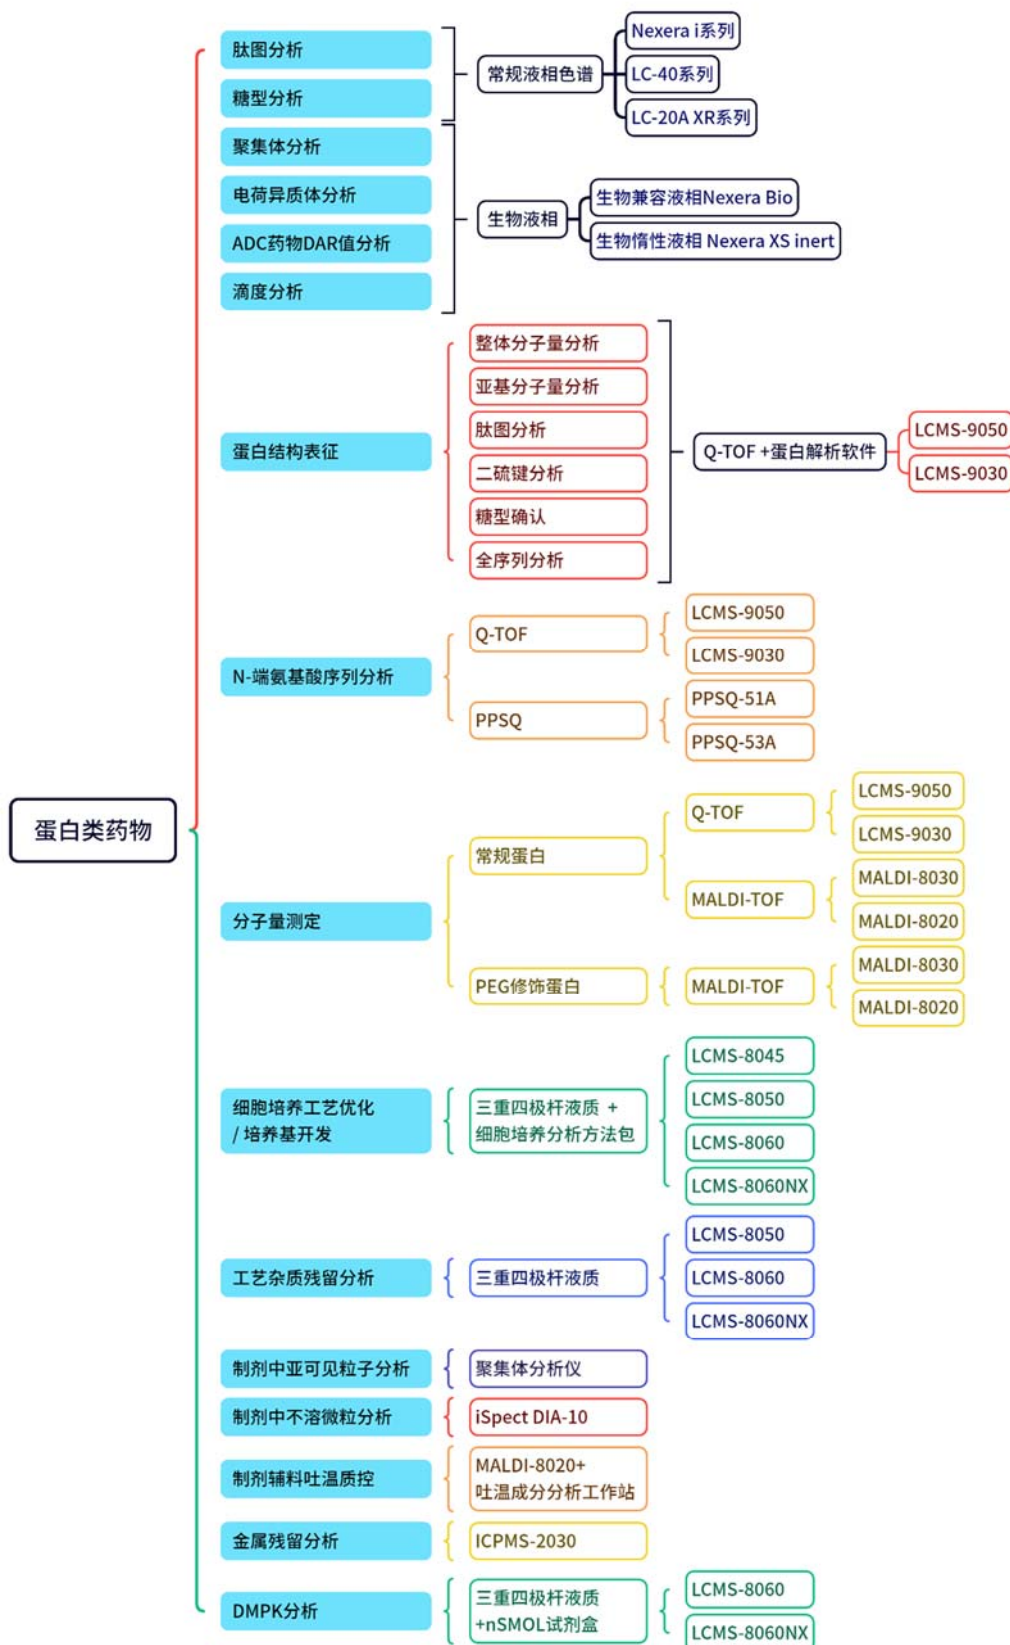 蛋白类药物
肽图分析
糖型分析
常规液相色谱
Nexera i系列
LC-40系列
LC-20A XR系列
聚集体分析
电荷异质体分析
ADC药物DAR值分析
滴度分析
生物液相
生物兼容液相Nexera Bio
生物惰性液相 Nexera XS inert
蛋白结构表征
整体分子量分析
亚基分子量分析
肽图分析
二硫键分析
糖型确认
全序列分析
Q-TOF +蛋白解析软件
LCMS-9050
LCMS-9030
N-端氨基酸序列分析
Q-TOF
LCMS-9050
LCMS-9030
PPSQ
PPSQ-51A
PPSQ-53A
分子量测定
常规蛋白
Q-TOF
LCMS-9050
LCMS-9030
MALDI-TOF
MALDI-8030
MALDI-8020
PEG修饰蛋白
MALDI-TOF
MALDI-8030
MALDI-8020
细胞培养工艺优化
/ 培养基开发
三重四极杆液质 +
细胞培养分析方法包
LCMS-8045
LCMS-8050
LCMS-8060
LCMS-8060NX
工艺杂质残留分析
三重四极杆液质
LCMS-8050
LCMS-8060
LCMS-8060NX
制剂中亚可见粒子分析
聚集体分析仪
制剂中不溶微粒分析
iSpect DIA-10
制剂辅料吐温质控
MALDI-8020+
吐温成分分析工作站
金属残留分析
ICPMS-2030
DMPK分析
三重四极杆液质
+nSMOL试剂盒
LCMS-8060
LCMS-8060NX